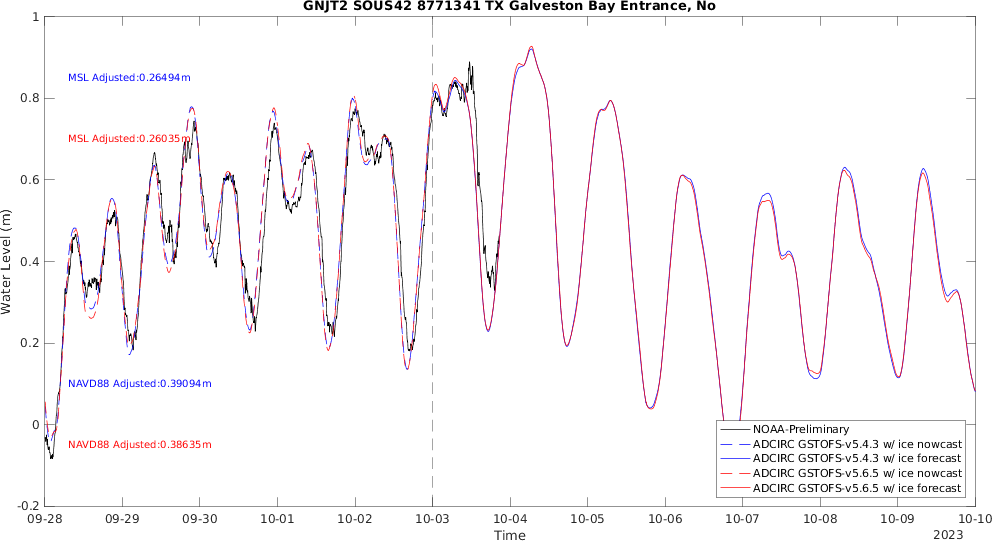 GNJT2 SOUS42 8771341 TX Galveston Bay Entrance, No
1
0.8
0.6
0.4
0.2
0
-0.2
Water Level (m)
MSL Adjusted:0.26494m
MSL Adjusted:0.26035m
NAVD88 Adjusted:0.39094m
NAVD88 Adjusted:0.38635m
NOAA-Preliminary
ADCIRC GSTOFS-v5.4.3 w/ ice nowcast
ADCIRC GSTOFS-v5.4.3 w/ ice forecast
ADCIRC GSTOFS-v5.6.5 w/ ice nowcast
ADCIRC GSTOFS-v5.6.5 w/ ice forecast
09-28 09-29 09-30 10-01 10-02 10-03 10-04 10-05 10-06 10-07 10-08 10-09 10-10
Time
2023